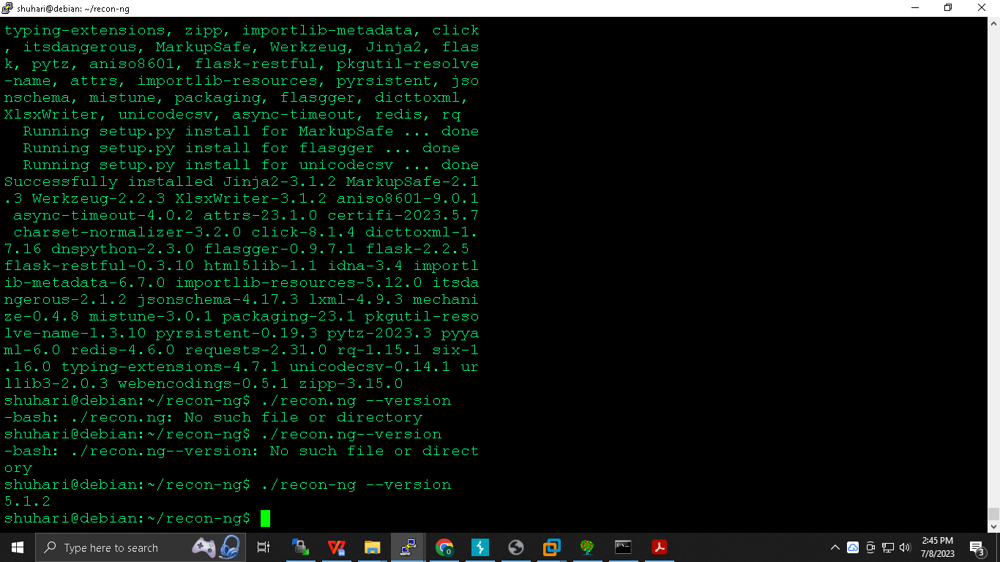 shuhari@debian: ~/recon-ng
typing-extensions, zipp, importlib-metadata, click
, itsdangerous, MarkupSafe, Werkzeug, Jinja2, flas
k, pytz, aniso8601, flask-restful, pkgutil-resolve
-name, attrs, importlib-resources, pyrsistent, jso
nschema, mistune, packaging, flasgger, dicttoxml,
XlsxWriter, unicodecsv, async-timeout, redis, rq
  Running setup.py install for MarkupSafe ... done
  Running setup.py install for flasgger ... done
  Running setup.py install for unicodecsv ... done
Successfully installed Jinja2-3.1.2 MarkupSafe-2.1
.3 Werkzeug-2.2.3 XlsxWriter-3.1.2 aniso8601-9.0.1
 async-timeout-4.0.2 attrs-23.1.0 certifi-2023.5.7
 charset-normalizer-3.2.0 click-8.1.4 dicttoxml-1.
7.16 dnspython-2.3.0 flasgger-0.9.7.1 flask-2.2.5
flask-restful-0.3.10 html5lib-1.1 idna-3.4 importl
ib-metadata-6.7.0 importlib-resources-5.12.0 itsda
ngerous-2.1.2 jsonschema-4.17.3 lxml-4.9.3 mechani
ze-0.4.8 mistune-3.0.1 packaging-23.1 pkgutil-reso
lve-name-1.3.10 pyrsistent-0.19.3 pytz-2023.3 pyya
ml-6.0 redis-4.6.0 requests-2.31.0 rq-1.15.1 six-1
.16.0 typing-extensions-4.7.1 unicodecsv-0.14.1 ur
llib3-2.0.3 webencodings-0.5.1 zipp-3.15.0
shuhari@debian:~/recon-ng$ ./recon.ng --version
-bash: ./recon.ng: No such file or directory
shuhari@debian:~/recon-ng$ ./recon.ng--version
-bash: ./recon.ng--version: No such file or direct
ory
shuhari@debian:~/recon-ng$ ./recon-ng --version
5.1.2
shuhari@debian:~/recon-ng$
Type here to search
2:45 PM
7/8/2023
3